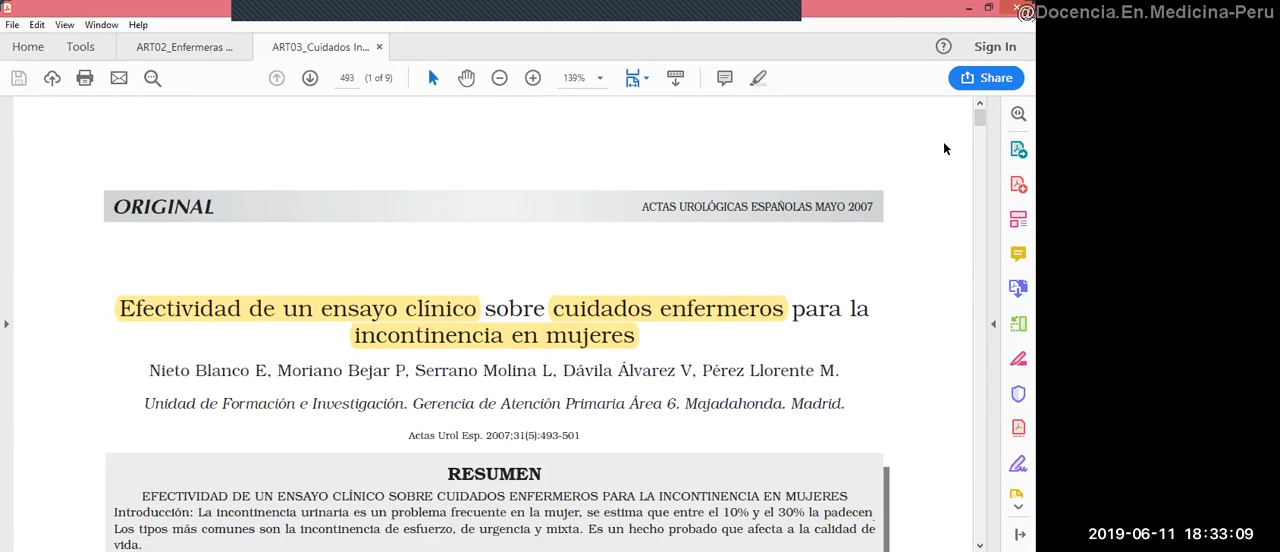 @Docencia.En.Medicina-Peru
File Edit View Window Help
Home Tools ART02_Enfermeras ... ART03_Cuidados In... × Sign In
493 (1 of 9) 139% Share
ORIGINAL ACTAS UROLÓGICAS ESPAÑOLAS MAYO 2007
Efectividad de un ensayo clínico sobre cuidados enfermeros para la
incontinencia en mujeres
Nieto Blanco E, Moriano Bejar P, Serrano Molina L, Dávila Álvarez V, Pérez Llorente M.
Unidad de Formación e Investigación. Gerencia de Atención Primaria Área 6. Majadahonda. Madrid.
Actas Urol Esp. 2007;31(5):493-501
RESUMEN
EFECTIVIDAD DE UN ENSAYO CLÍNICO SOBRE CUIDADOS ENFERMEROS PARA LA INCONTINENCIA EN MUJERES
Introducción: La incontinencia urinaria es un problema frecuente en la mujer, se estima que entre el 10% y el 30% la padecen.
Los tipos más comunes son la incontinencia de esfuerzo, de urgencia y mixta. Es un hecho probado que afecta a la calidad de
vida.
2019-06-11 18:33:09